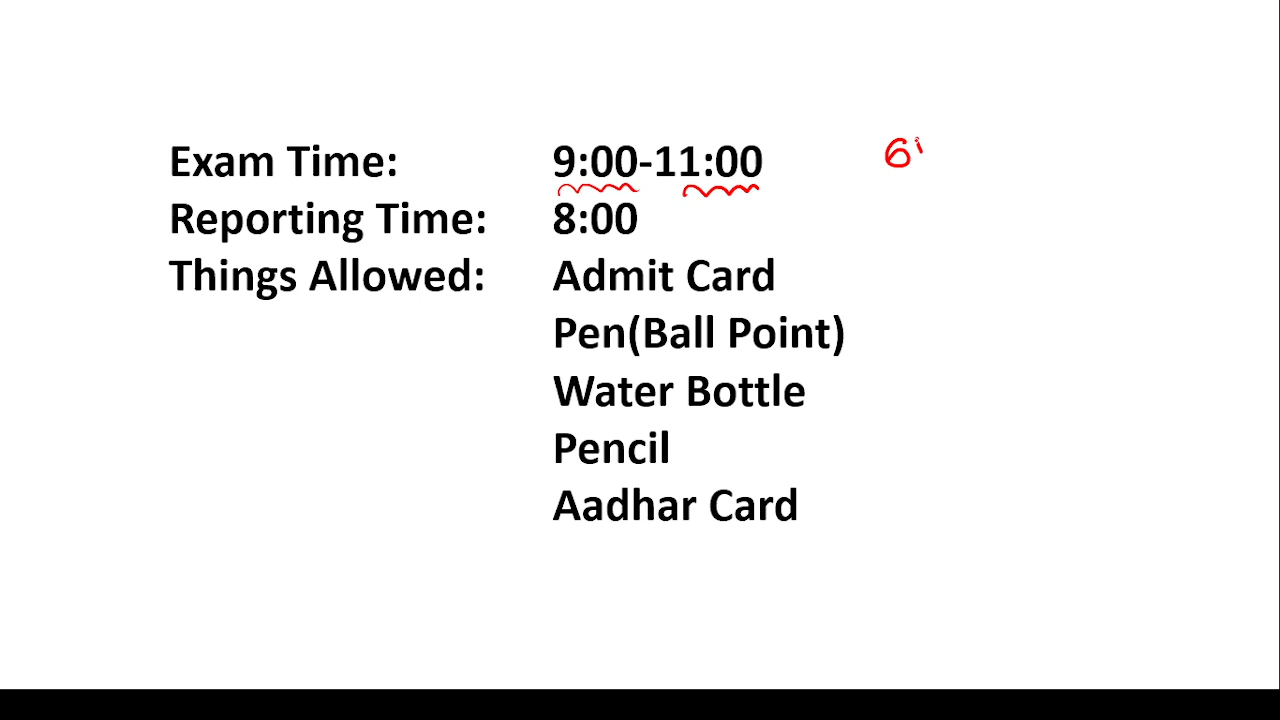 Exam Time: 9:00-11:00 6
Reporting Time: 8:00
Things Allowed: Admit Card
Pen(Ball Point)
Water Bottle
Pencil
Aadhar Card